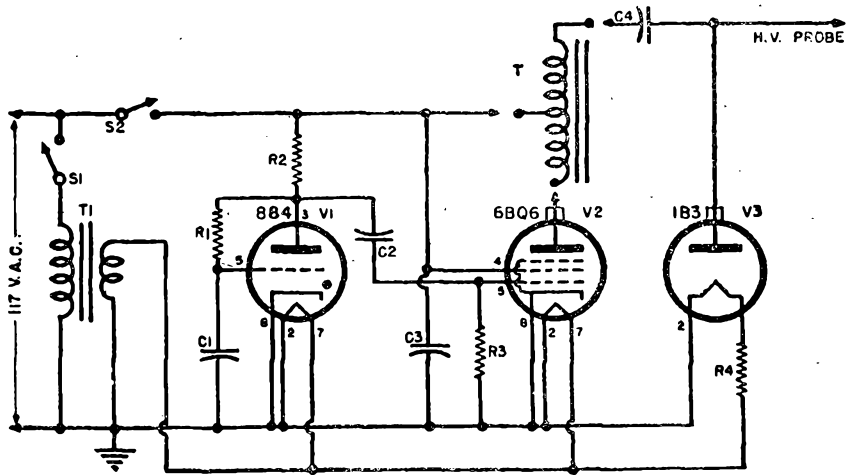 C4
H.V. PROBE
T
S2
R2
S1
884 3 V1
6BQ6 V2
1B3 V3
T1
R1
C2
5
4
5
117 V.A.C.
8 2 7
8 2 7
2
C1
C3
R3
R4